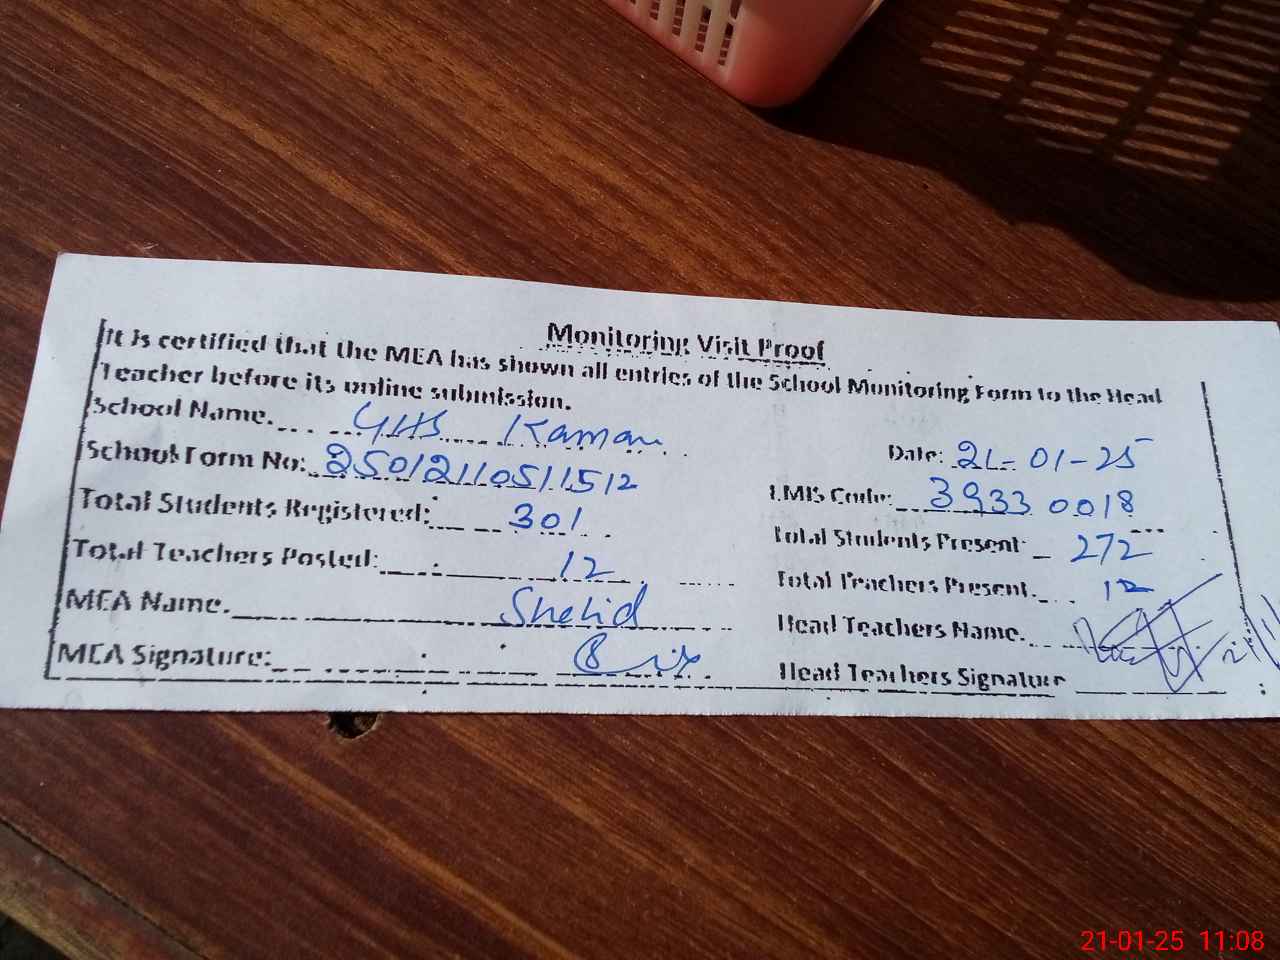 Monitoring Visit Proof
It is certified that the MEA has shown all entries of the School Monitoring Form to the Head
Teacher before its online submission.
School Name. GHS Kaman
Date: 21-01-25
School Form No: 25012110511512
EMIS Code: 39330018
Total Students Registered: 301
Total Students Present 272
Total Teachers Posted: 12
Total Teachers Present. 12
MEA Name. Shahid
Head Teachers Name.
MEA Signature:
Head Teachers Signature
21-01-25 11:08